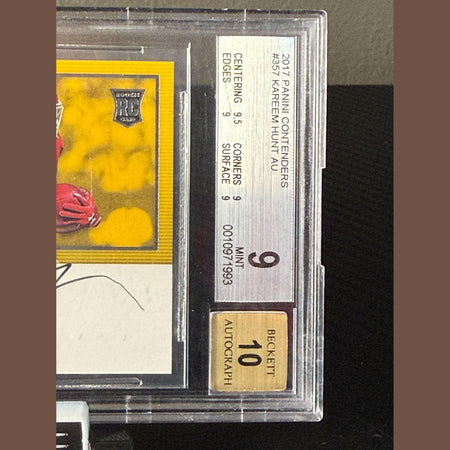 2017 PANINI CONTENDERS
#357 KAREEM HUNT AU
CENTERING 9.5 CORNERS 9
EDGES 9 SURFACE 9
9
MINT
0010971993
BECKETT
10
AUTOGRAPH
RC